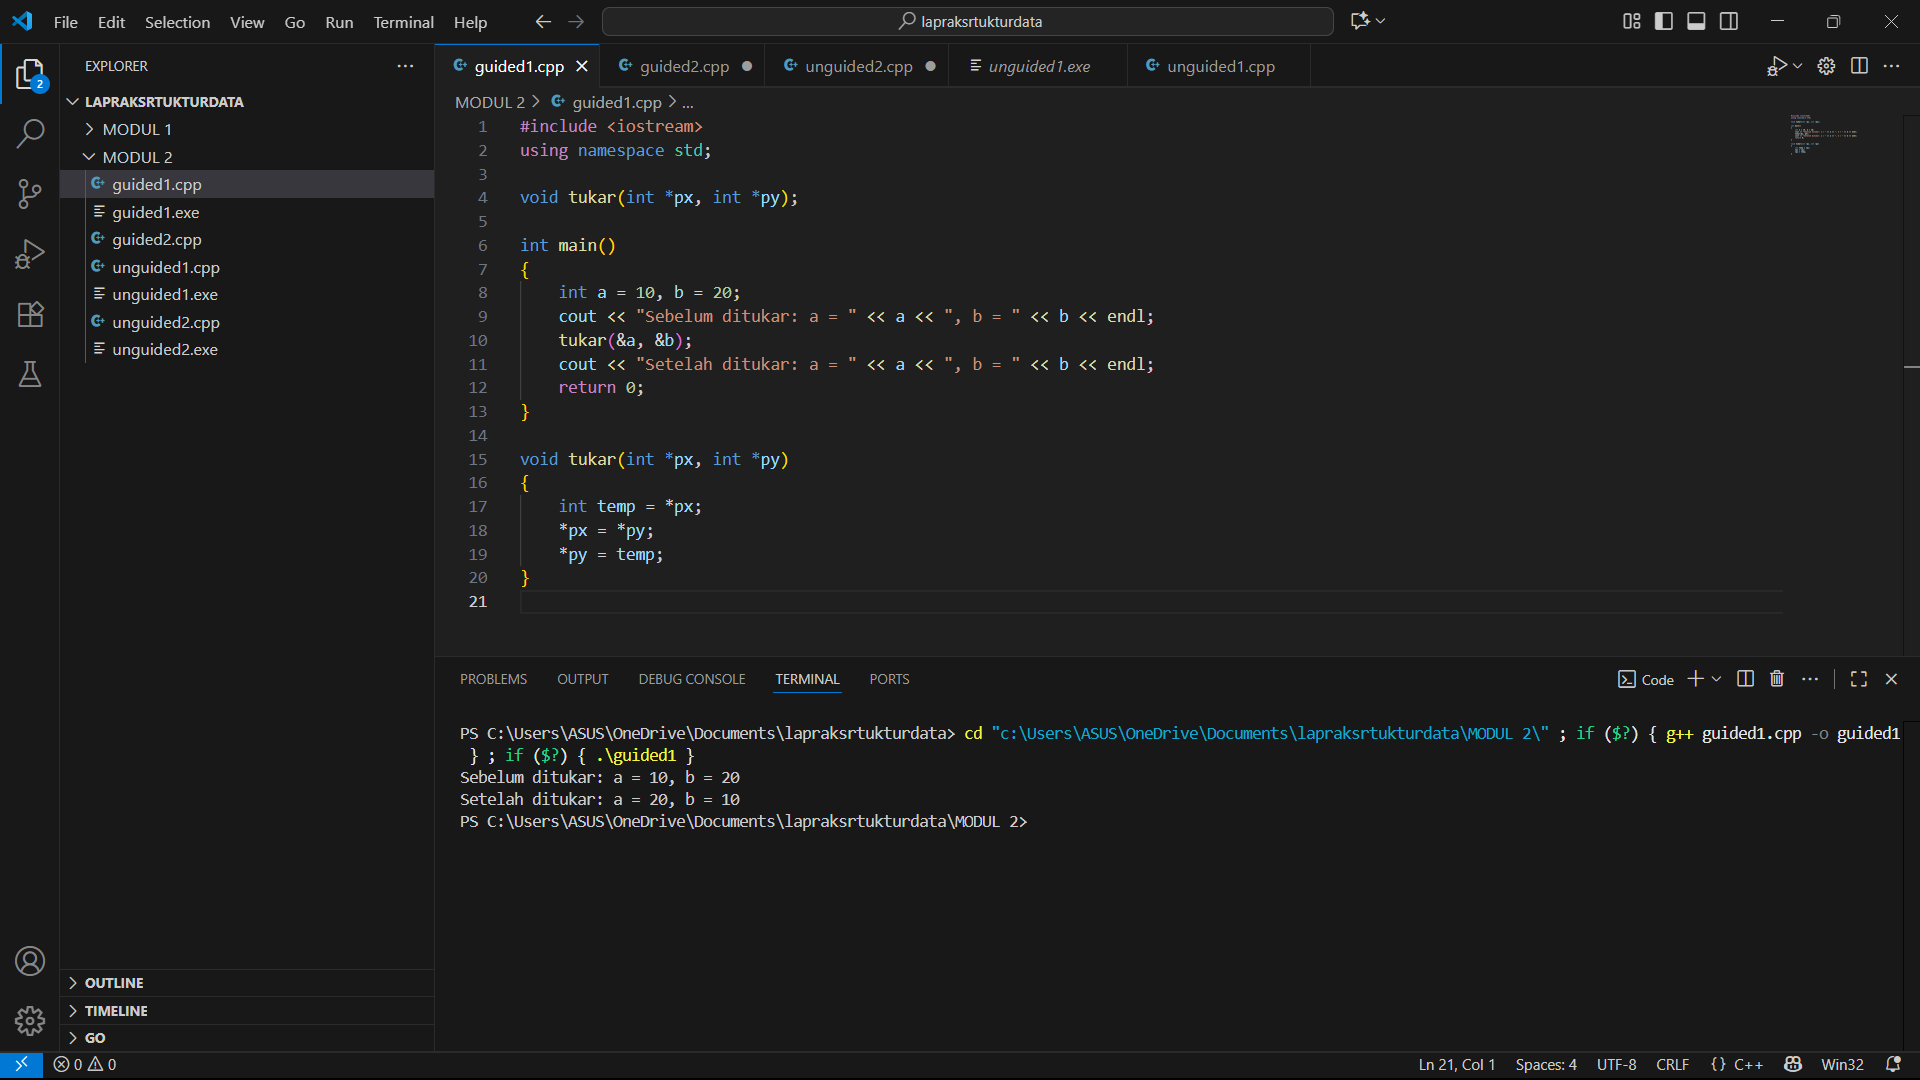 File Edit Selection View Go Run Terminal Help
lapraksrtukturdata
2
EXPLORER
LAPRAKSRTUKTURDATA
MODUL 1
MODUL 2
guided1.cpp
guided1.exe
guided2.cpp
unguided1.cpp
unguided1.exe
unguided2.cpp
unguided2.exe
OUTLINE
TIMELINE
GO
guided1.cpp guided2.cpp unguided2.cpp unguided1.exe unguided1.cpp
MODUL 2 > guided1.cpp > ...
1 #include <iostream>
2 using namespace std;
3
4 void tukar(int *px, int *py);
5
6 int main()
7 {
8 int a = 10, b = 20;
9 cout << "Sebelum ditukar: a = " << a << ", b = " << b << endl;
10 tukar(&a, &b);
11 cout << "Setelah ditukar: a = " << a << ", b = " << b << endl;
12 return 0;
13 }
14
15 void tukar(int *px, int *py)
16 {
17 int temp = *px;
18 *px = *py;
19 *py = temp;
20 }
21
PROBLEMS OUTPUT DEBUG CONSOLE TERMINAL PORTS
Code
PS C:\Users\ASUS\OneDrive\Documents\lapraksrtukturdata> cd "c:\Users\ASUS\OneDrive\Documents\lapraksrtukturdata\MODUL 2\" ; if ($?) { g++ guided1.cpp -o guided1
} ; if ($?) { .\guided1 }
Sebelum ditukar: a = 10, b = 20
Setelah ditukar: a = 20, b = 10
PS C:\Users\ASUS\OneDrive\Documents\lapraksrtukturdata\MODUL 2>
0 0
Ln 21, Col 1 Spaces: 4 UTF-8 CRLF {} C++ Win32